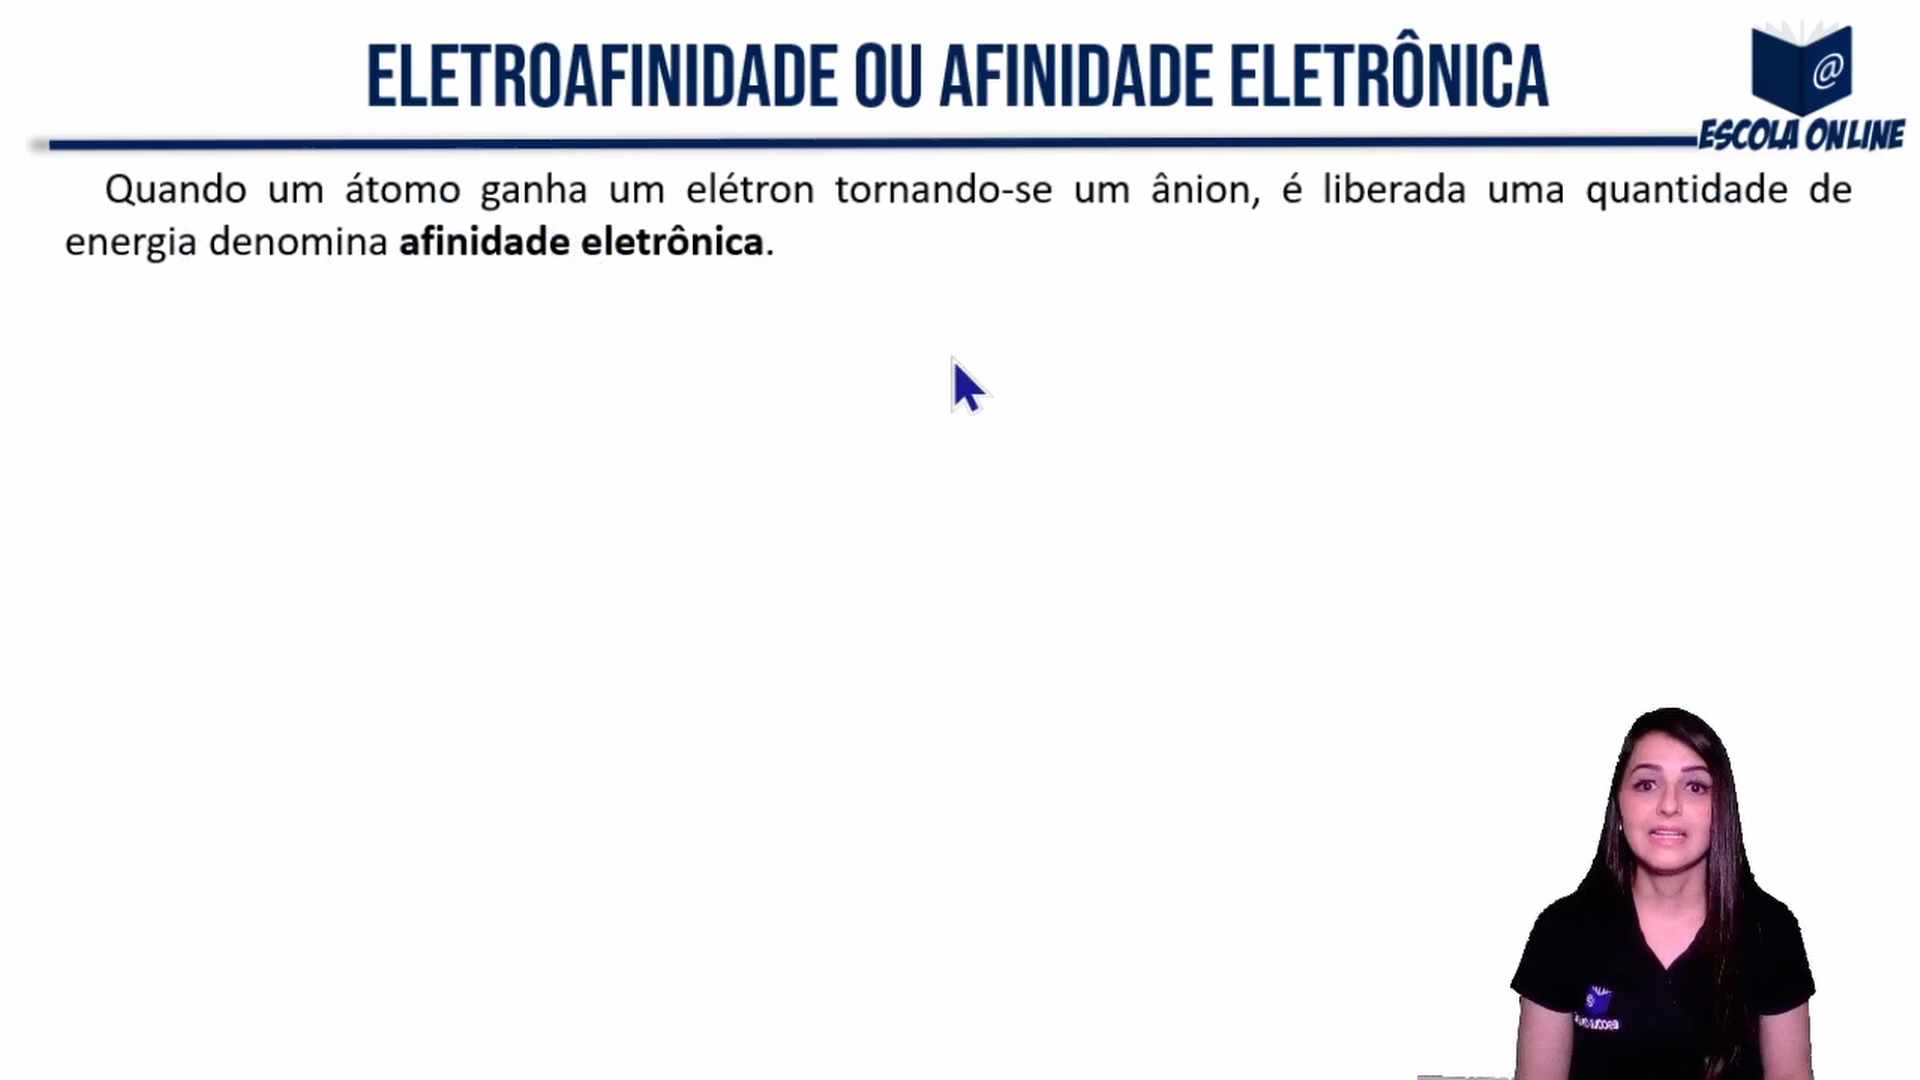 ELETROAFINIDADE OU AFINIDADE ELETRÔNICA
@
ESCOLA ONLINE
Quando um átomo ganha um elétron tornando-se um ânion, é liberada uma quantidade de
energia denomina afinidade eletrônica.